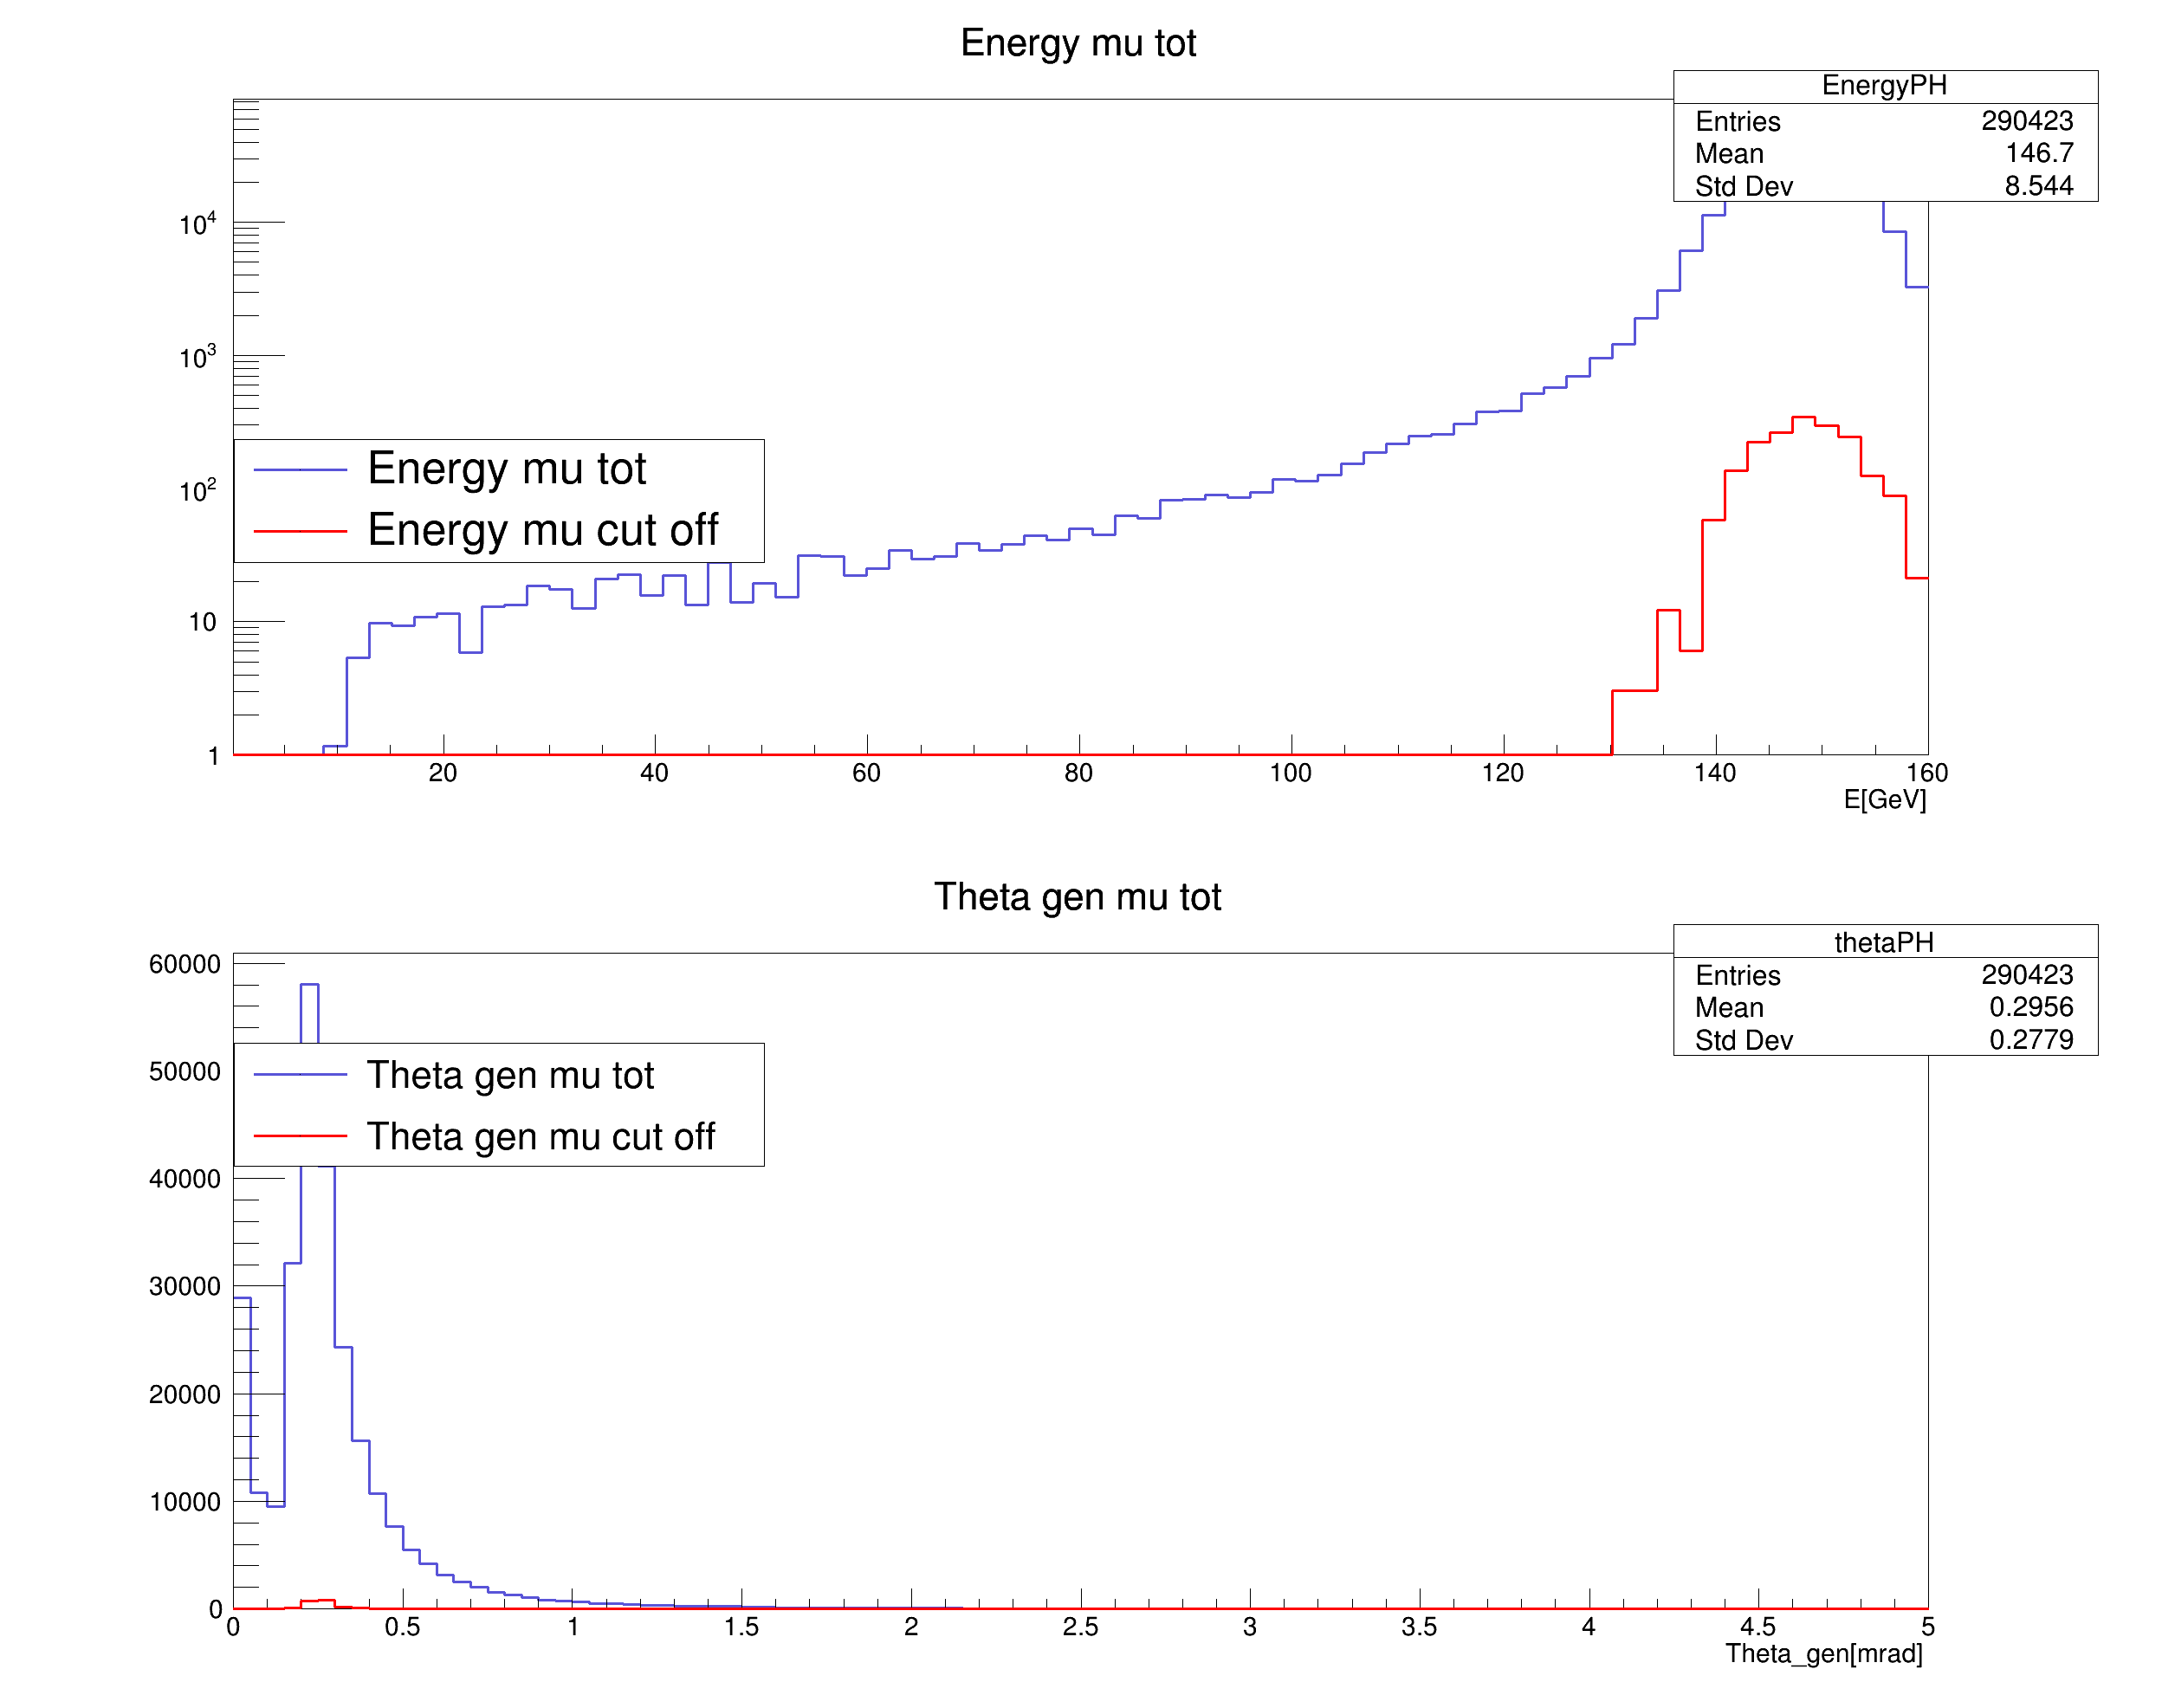 Energy mu tot
EnergyPH
Entries 290423
Mean 146.7
Std Dev 8.544
10^4
10^3
10^2
10
1
Energy mu tot
Energy mu cut off
20 40 60 80 100 120 140 160
E[GeV]
Theta gen mu tot
thetaPH
Entries 290423
Mean 0.2956
Std Dev 0.2779
60000
50000
40000
30000
20000
10000
0
Theta gen mu tot
Theta gen mu cut off
0 0.5 1 1.5 2 2.5 3 3.5 4 4.5 5
Theta_gen[mrad]